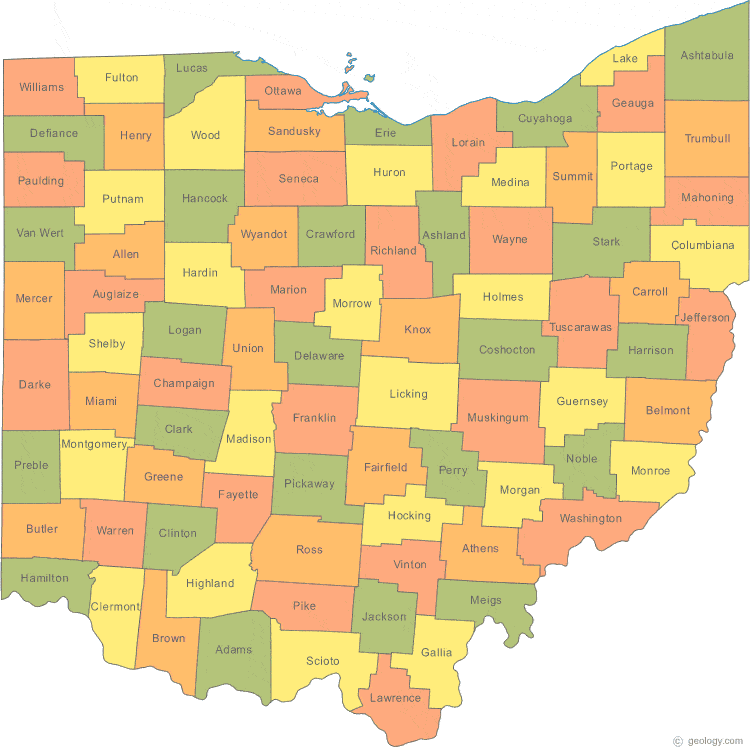 Ashtabula
Lake
Lucas
Fulton
Williams
Ottawa
Geauga
Cuyahoga
Defiance
Henry
Wood
Sandusky
Erie
Lorain
Trumbull
Summit
Portage
Medina
Huron
Seneca
Paulding
Putnam
Hancock
Mahoning
Van Wert
Allen
Wyandot
Crawford
Richland
Ashland
Wayne
Stark
Columbiana
Mercer
Auglaize
Hardin
Marion
Morrow
Holmes
Carroll
Tuscarawas
Jefferson
Logan
Knox
Shelby
Union
Delaware
Coshocton
Harrison
Darke
Champaign
Licking
Miami
Guernsey
Belmont
Franklin
Muskingum
Clark
Madison
Montgomery
Preble
Greene
Fairfield
Perry
Noble
Monroe
Pickaway
Fayette
Morgan
Hocking
Washington
Butler
Warren
Clinton
Ross
Athens
Vinton
Hamilton
Highland
Clermont
Pike
Meigs
Jackson
Brown
Adams
Scioto
Gallia
Lawrence
© geology.com